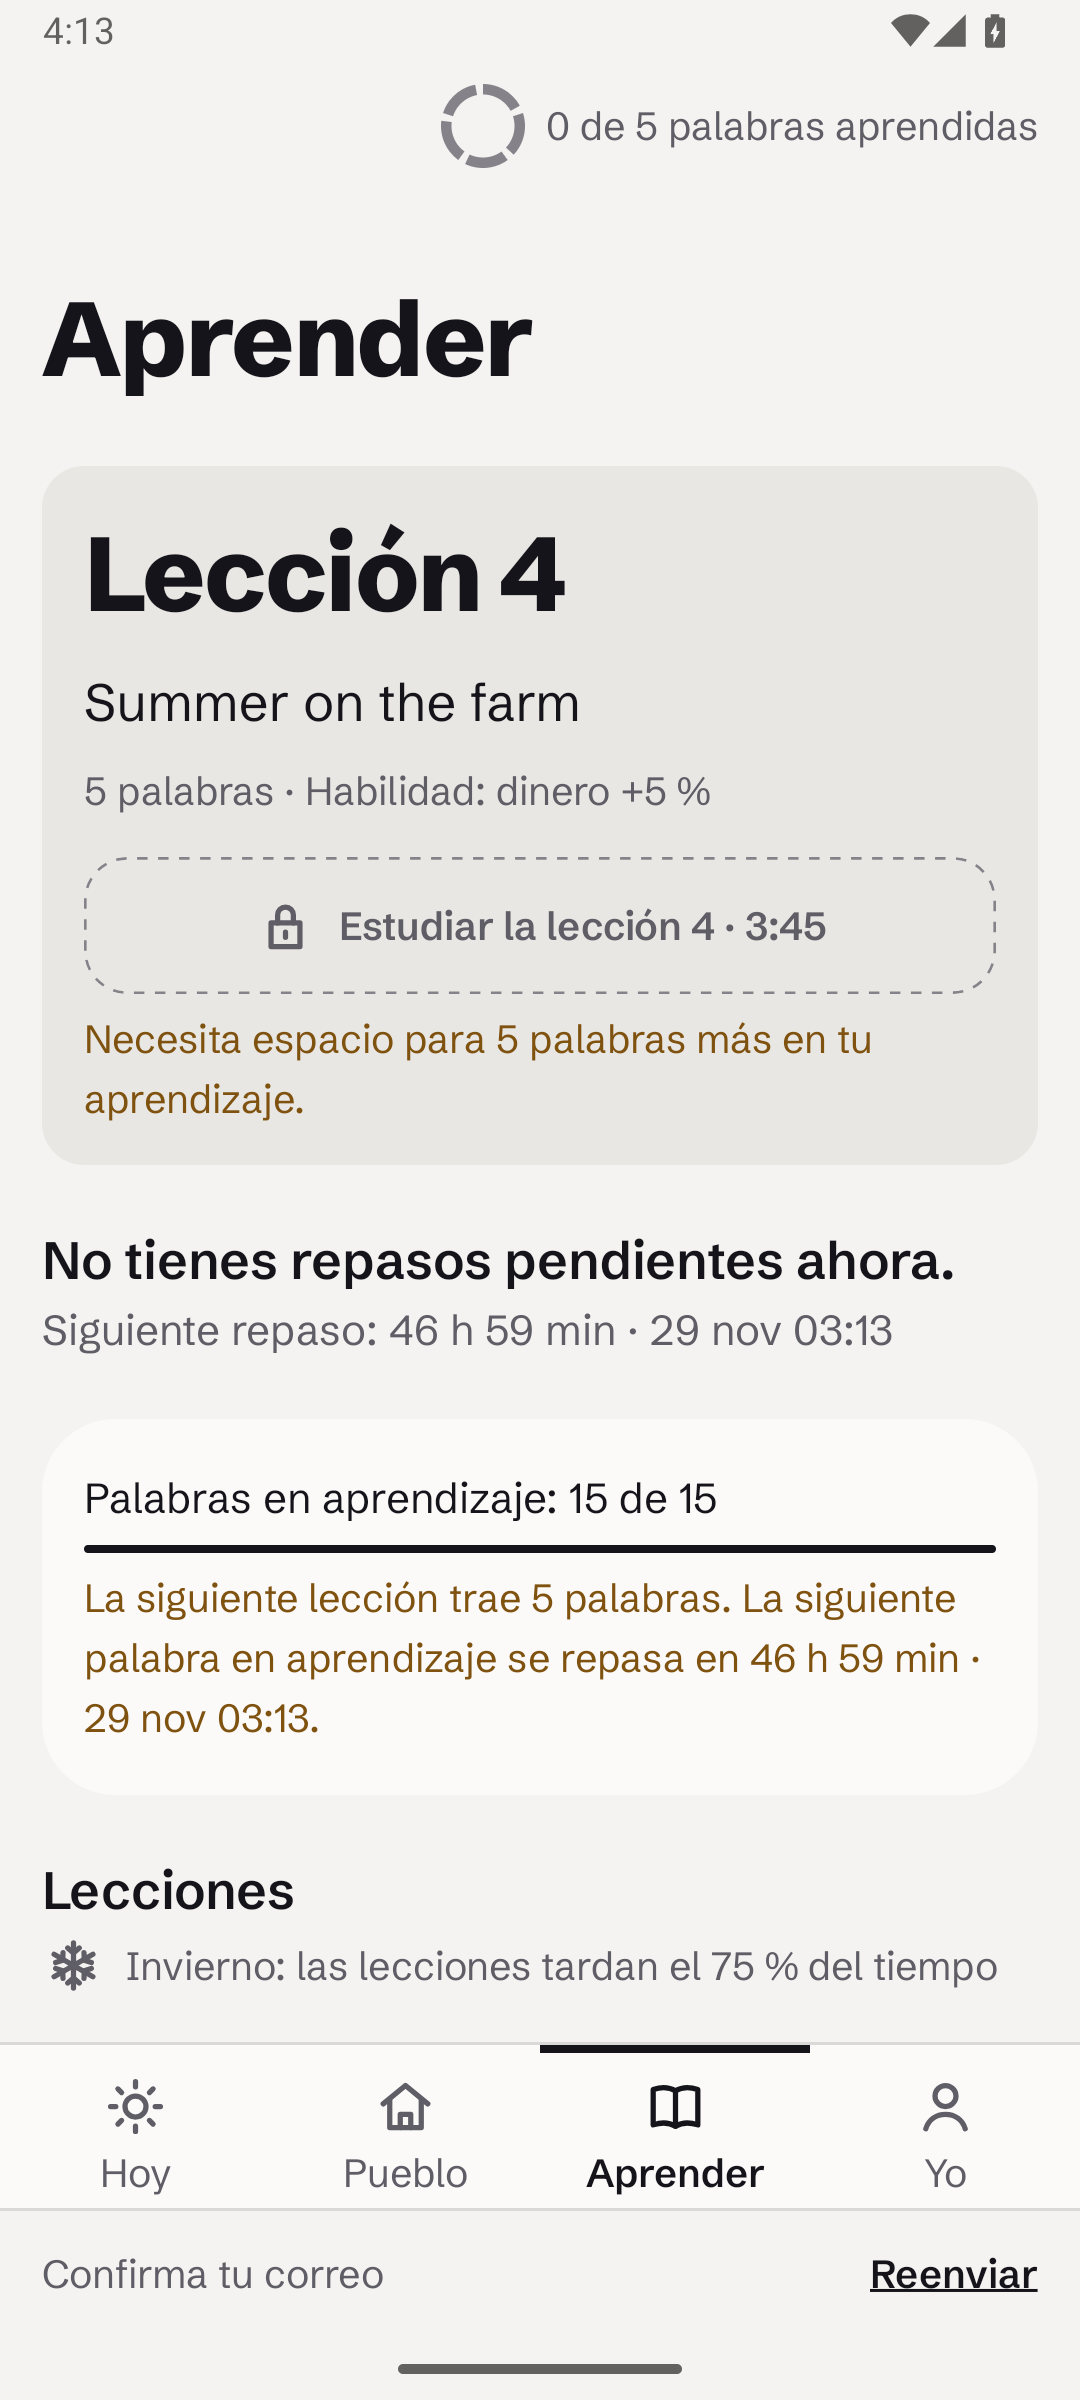 4:13
0 de 5 palabras aprendidas
Aprender
Lección 4
Summer on the farm
5 palabras · Habilidad: dinero +5 %
Estudiar la lección 4 · 3:45
Necesita espacio para 5 palabras más en tu
aprendizaje.
No tienes repasos pendientes ahora.
Siguiente repaso: 46 h 59 min · 29 nov 03:13
Palabras en aprendizaje: 15 de 15
La siguiente lección trae 5 palabras. La siguiente
palabra en aprendizaje se repasa en 46 h 59 min ·
29 nov 03:13.
Lecciones
Invierno: las lecciones tardan el 75 % del tiempo
Hoy
Pueblo
Aprender
Yo
Confirma tu correo
Reenviar